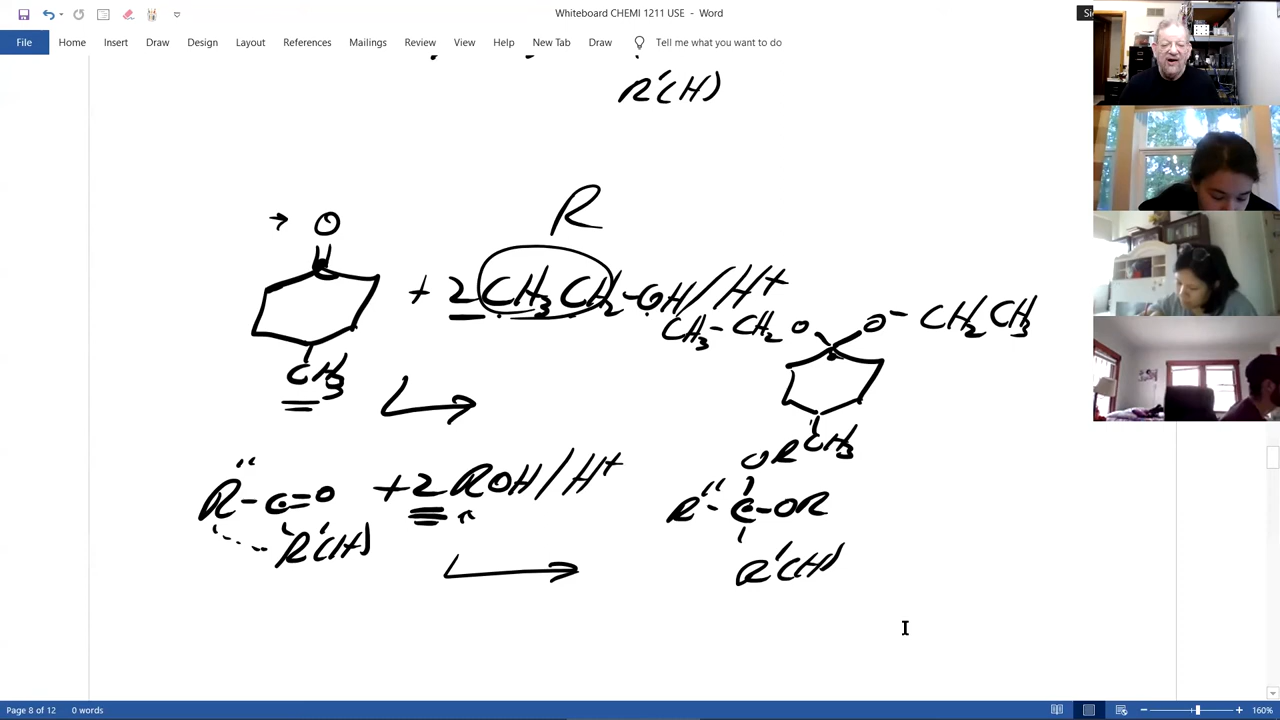 Whiteboard CHEMI 1211 USE - Word
File Home Insert Draw Design Layout References Mailings Review View Help New Tab Draw Tell me what you want to do
R'(H)
R
→ O
+ 2 CH3CH2-OH/H+
CH3-CH2 O O-CH2CH3
CH3
CH3
R''-C=O + 2 ROH/H+
R'(H)
OR
R''-C-OR
R'(H)
Page 8 of 12 0 words 160%